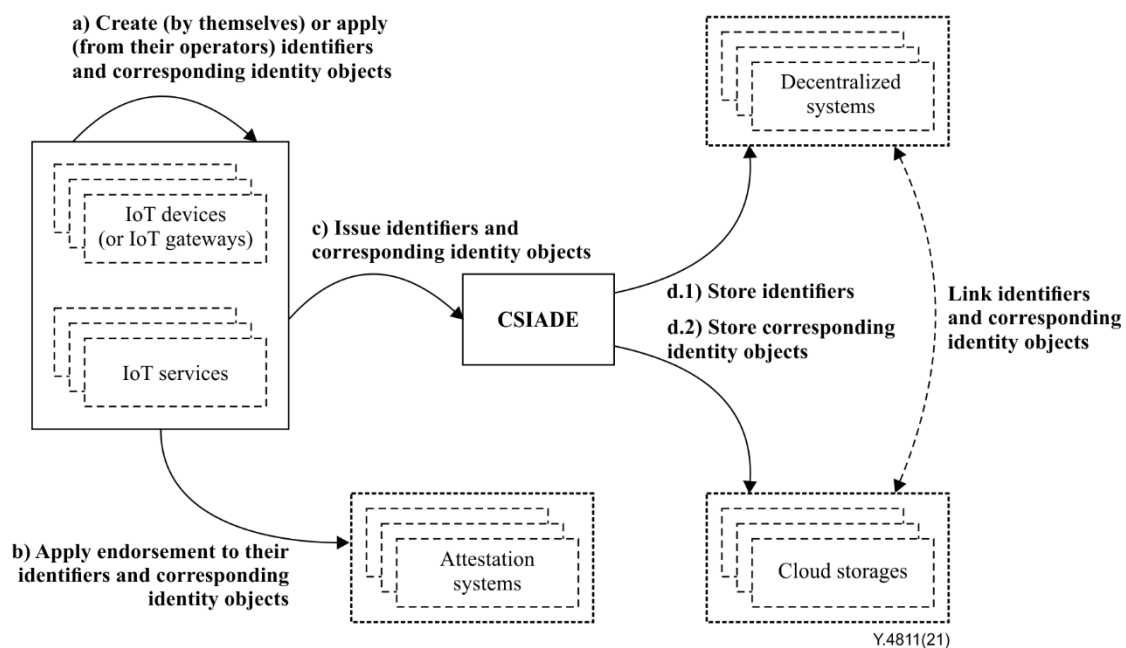 a) Create (by themselves) or apply
(from their operators) identifiers
and corresponding identity objects
Decentralized
systems
IoT devices
(or IoT gateways)
c) Issue identifiers and
corresponding identity objects
CSIADE
d.1) Store identifiers
d.2) Store corresponding
identity objects
Link identifiers
and corresponding
identity objects
IoT services
b) Apply endorsement to their
identifiers and corresponding
identity objects
Attestation
systems
Cloud storages
Y.4811(21)